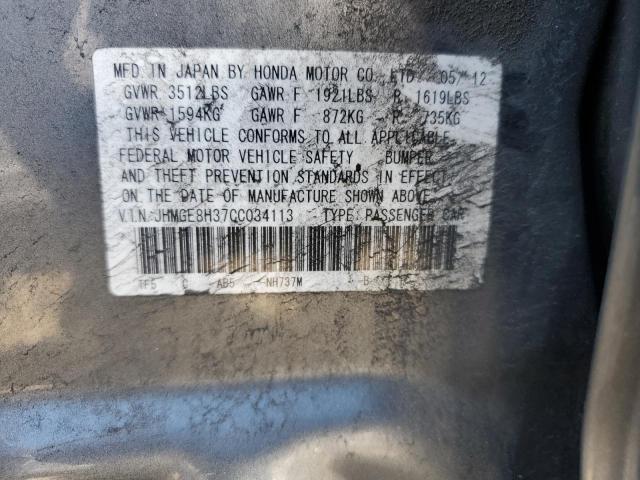 MFD IN JAPAN BY HONDA MOTOR CO LTD 05/12
GVWR 3512LBS GAWR F 1921LBS R 1619LBS
GVWR 1594KG GAWR F 872KG R 735KG
THIS VEHICLE CONFORMS TO ALL APPLICABLE
FEDERAL MOTOR VEHICLE SAFETY BUMPER
AND THEFT PREVENTION STANDARDS IN EFFECT
ON THE DATE OF MANUFACTURE SHOWN ABOVE
V.I.N. JHMGE8H37CC034113 TYPE: PASSENGER CAR
TF5 C AB5 NH737M B